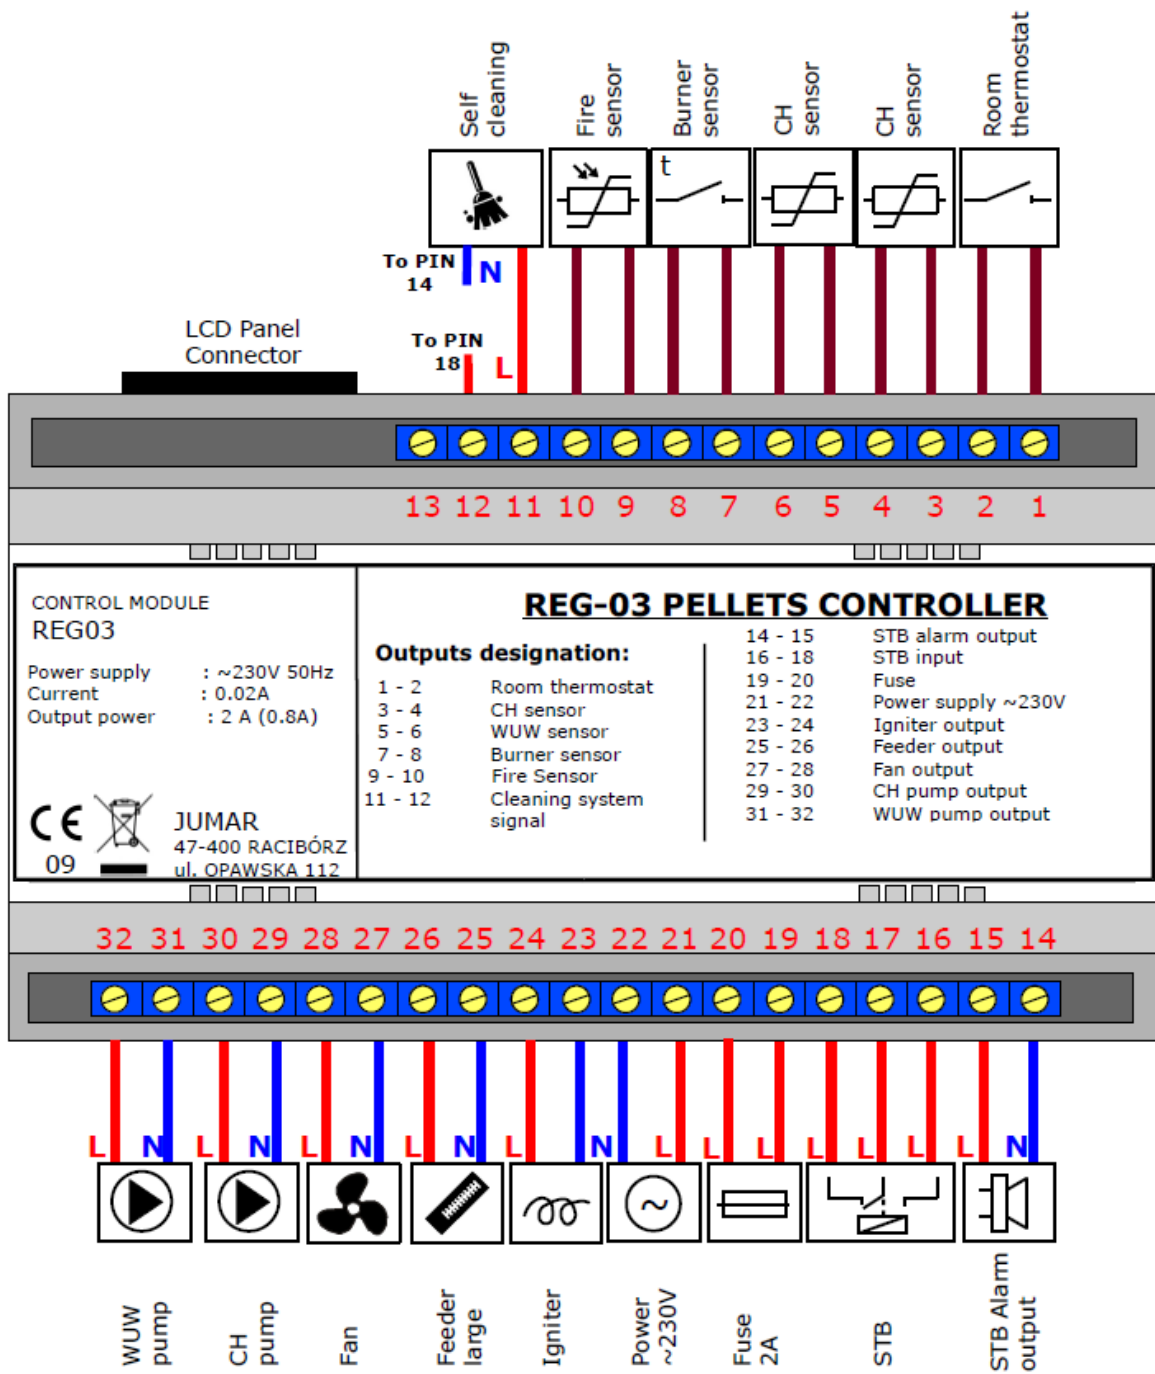 Self
cleaning
Fire
sensor
Burner
sensor
CH
sensor
CH
sensor
Room
thermostat
t
To PIN
14
N
To PIN
18
L
LCD Panel
Connector
13 12 11 10 9 8 7 6 5 4 3 2 1
CONTROL MODULE
REG03
Power supply : ~230V 50Hz
Current : 0.02A
Output power : 2 A (0.8A)
CE
09
JUMAR
47-400 RACIBÓRZ
ul. OPAWSKA 112
REG-03 PELLETS CONTROLLER
Outputs designation:
1 - 2 Room thermostat
3 - 4 CH sensor
5 - 6 WUW sensor
7 - 8 Burner sensor
9 - 10 Fire Sensor
11 - 12 Cleaning system
signal
14 - 15 STB alarm output
16 - 18 STB input
19 - 20 Fuse
21 - 22 Power supply ~230V
23 - 24 Igniter output
25 - 26 Feeder output
27 - 28 Fan output
29 - 30 CH pump output
31 - 32 WUW pump output
32 31 30 29 28 27 26 25 24 23 22 21 20 19 18 17 16 15 14
L N L N L N L N L N L L L L L L L N
~
WUW
pump
CH
pump
Fan
Feeder
large
Igniter
Power
~230V
Fuse
2A
STB
STB Alarm
output